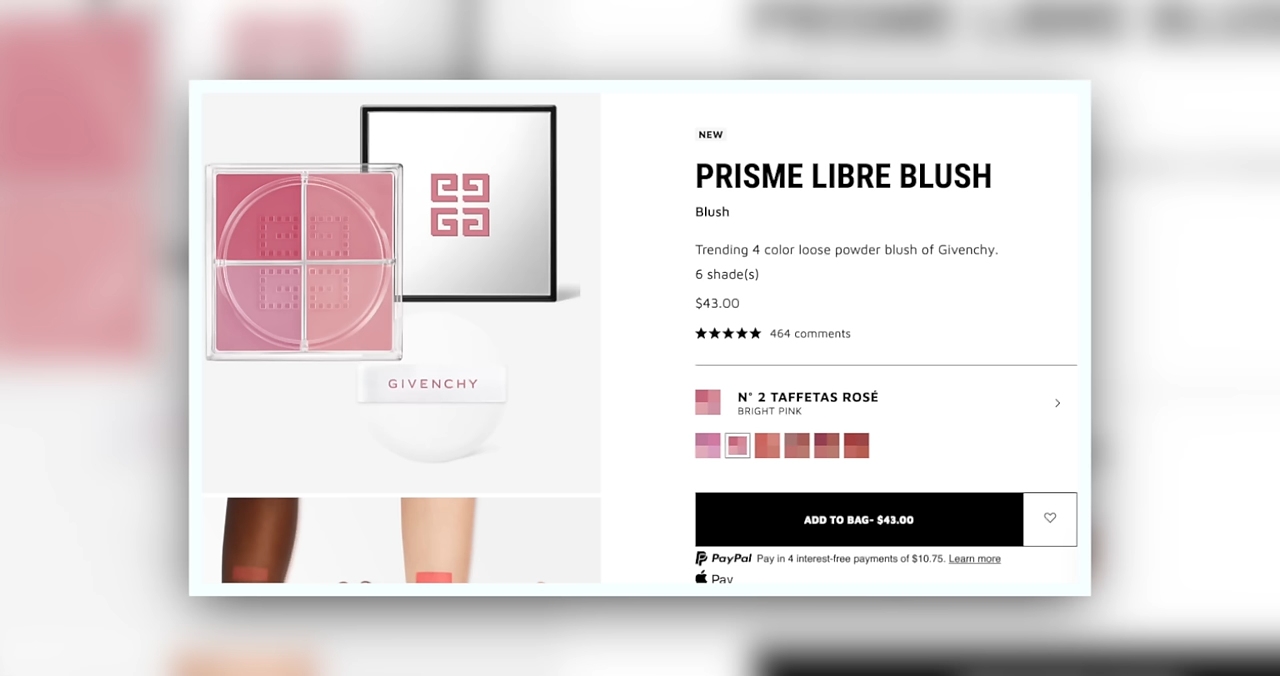 NEW
PRISME LIBRE BLUSH
Blush
Trending 4 color loose powder blush of Givenchy.
6 shade(s)
$43.00
★★★★★ 464 comments
GIVENCHY
N° 2 TAFFETAS ROSÉ
BRIGHT PINK
ADD TO BAG- $43.00
PayPal Pay in 4 interest-free payments of $10.75. Learn more
Pay